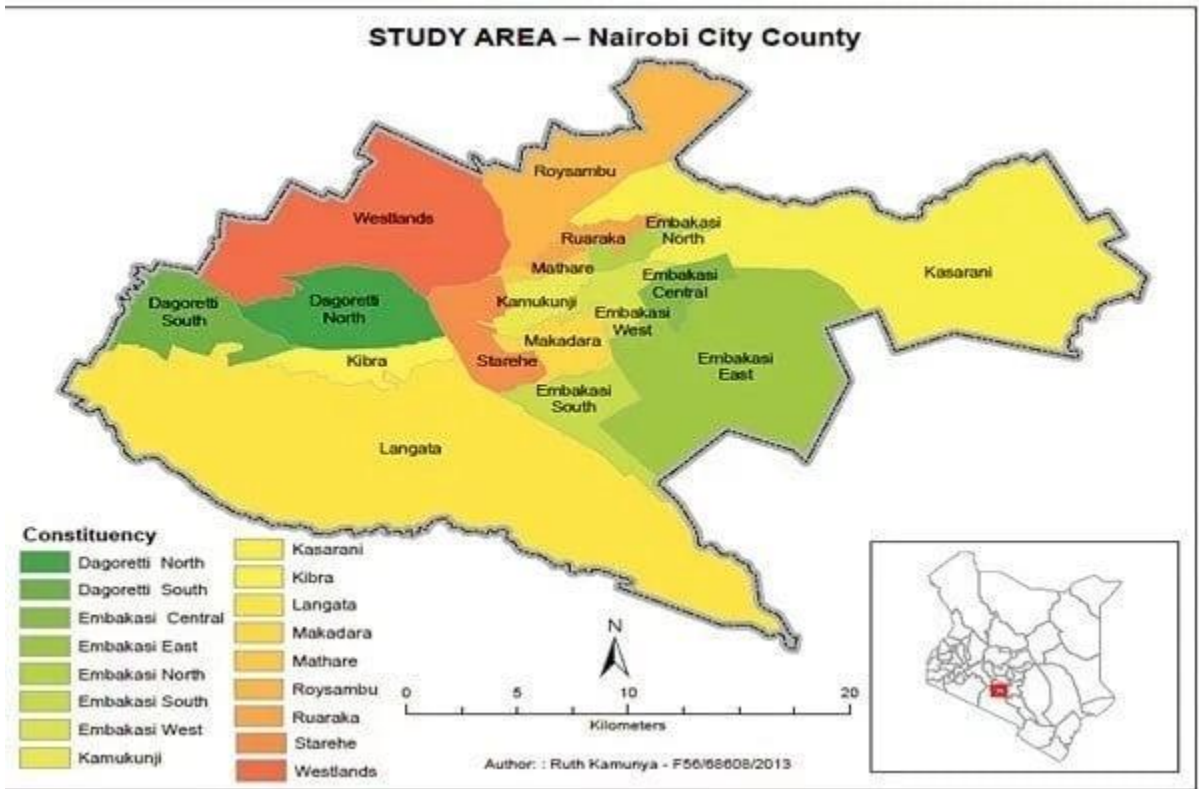 STUDY AREA – Nairobi City County
Roysambu
Westlands
Embakasi
North
Ruaraka
Mathare
Kasarani
Embakasi
Central
Dagoretti
South
Dagoretti
North
Kamukunji
Embakasi
West
Makadara
Kibra
Starehe
Embakasi
East
Embakasi
South
Langata
Constituency
Dagoretti North
Dagoretti South
Embakasi Central
Embakasi East
Embakasi North
Embakasi South
Embakasi West
Kamukunji
Kasarani
Kibra
Langata
Makadara
Mathare
Roysambu
Ruaraka
Starehe
Westlands
N
0 5 10 20
Kilometers
Author: : Ruth Kamunya - F56/68608/2013